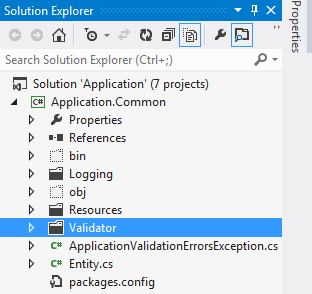 Solution Explorer
Properties
Search Solution Explorer (Ctrl+;)
Solution 'Application' (7 projects)
C# Application.Common
Properties
References
bin
Logging
obj
Resources
Validator
C# ApplicationValidationErrorsException.cs
C# Entity.cs
packages.config